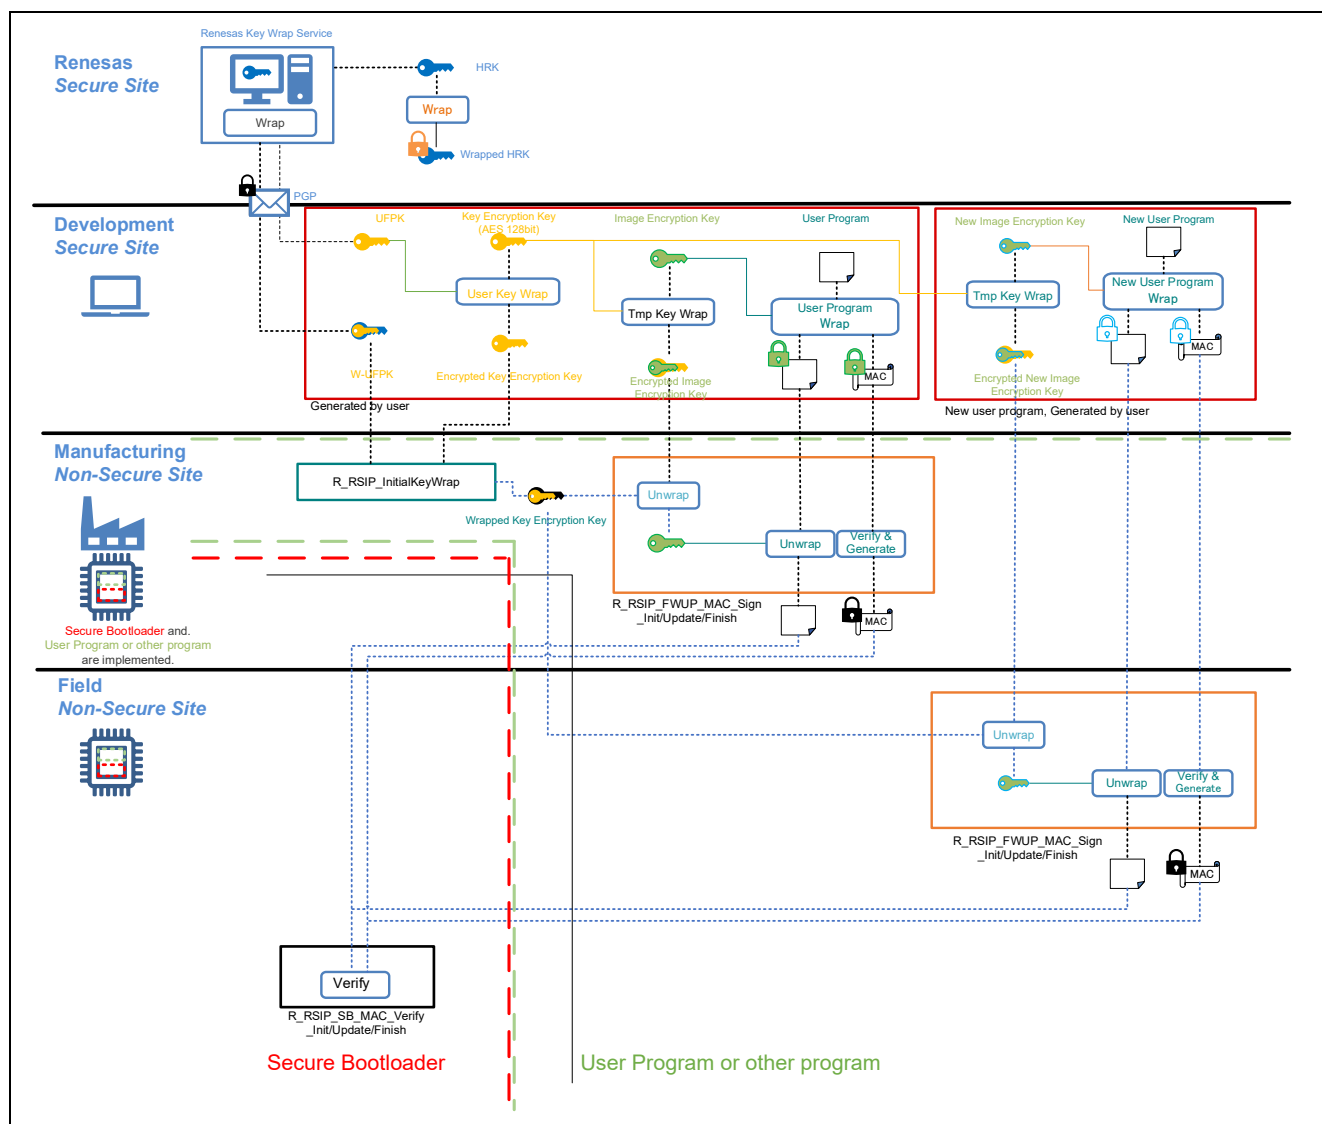 Renesas Key Wrap Service
Renesas
Secure Site
HRK
Wrap
Wrap
Wrapped HRK
PGP
Development
Secure Site
UFPK
Key Encryption Key
(AES 128bit)
Image Encryption Key
User Program
New Image Encryption Key
New User Program
User Key Wrap
Tmp Key Wrap
User Program
Wrap
Tmp Key Wrap
New User Program
Wrap
MAC
MAC
W-UFPK
Encrypted Key Encryption Key
Encrypted Image
Encryption Key
Encrypted New Image
Encryption Key
Generated by user
New user program, Generated by user
Manufacturing
Non-Secure Site
R_RSIP_InitialKeyWrap
Wrapped Key Encryption Key
Unwrap
Unwrap
Verify &
Generate
R_RSIP_FWUP_MAC_Sign
_Init/Update/Finish
MAC
Secure Bootloader and.
User Program or other program
are implemented.
Field
Non-Secure Site
Unwrap
Unwrap
Verify &
Generate
R_RSIP_FWUP_MAC_Sign
_Init/Update/Finish
MAC
Verify
R_RSIP_SB_MAC_Verify
_Init/Update/Finish
Secure Bootloader
User Program or other program